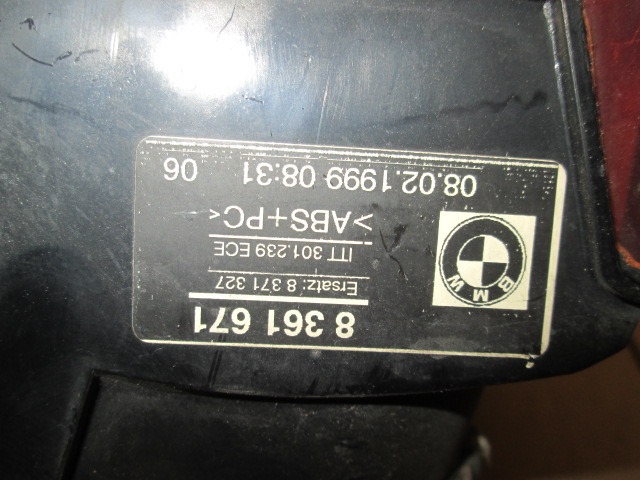 BMW
8 361 671
Ersatz: 8 371 327
ITT 301.239 ECE
>ABS+PC<
08.02.1999 08:31 06